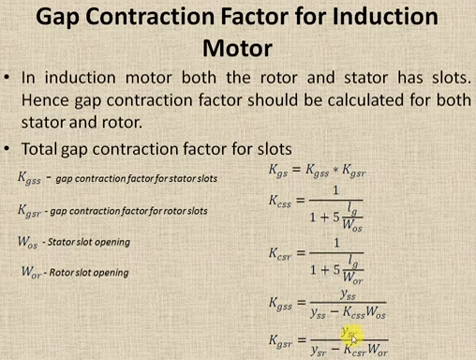 Gap Contraction Factor for Induction
Motor
• In induction motor both the rotor and stator has slots.
Hence gap contraction factor should be calculated for both
stator and rotor.
• Total gap contraction factor for slots
K_gss - gap contraction factor for stator slots
K_gsr - gap contraction factor for rotor slots
W_os - Stator slot opening
W_or - Rotor slot opening
K_gs = K_gss * K_gsr
K_css = 1 / (1 + 5 l_g/W_os)
K_csr = 1 / (1 + 5 l_g/W_or)
K_gss = y_ss / (y_ss − K_css W_os)
K_gsr = y_sr / (y_sr − K_csr W_or)